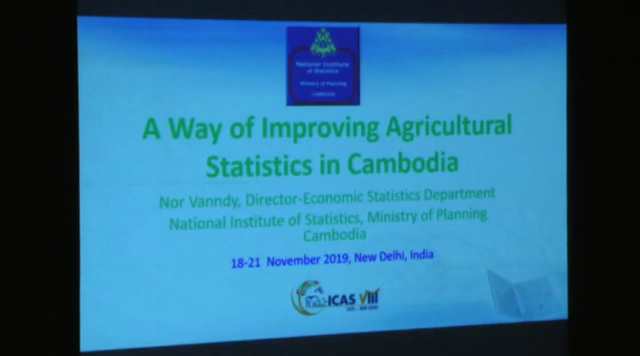 National Institute
of Statistics
Ministry of Planning
CAMBODIA
A Way of Improving Agricultural
Statistics in Cambodia
Nor Vanndy, Director-Economic Statistics Department
National Institute of Statistics, Ministry of Planning
Cambodia
18-21 November 2019, New Delhi, India
ICAS VIII